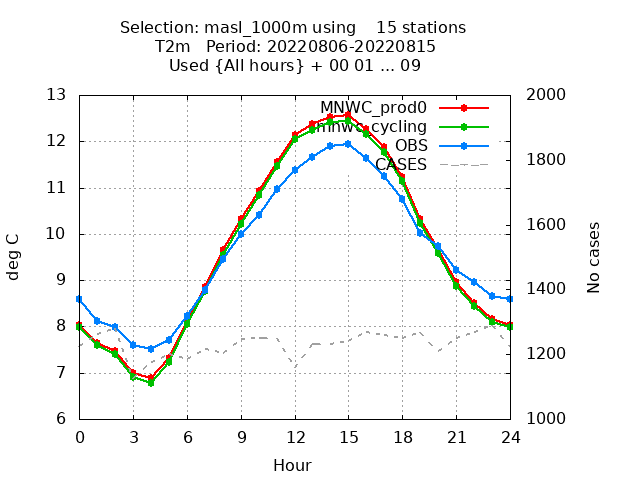 Selection: masl_1000m using    15 stations
T2m   Period: 20220806-20220815
Used {All hours} + 00 01 ... 09
13
12
11
10
9
8
7
6
2000
1800
1600
1400
1200
1000
MNWC_prod0
mnwc_cycling
OBS
CASES
deg C
No cases
0 3 6 9 12 15 18 21 24
Hour